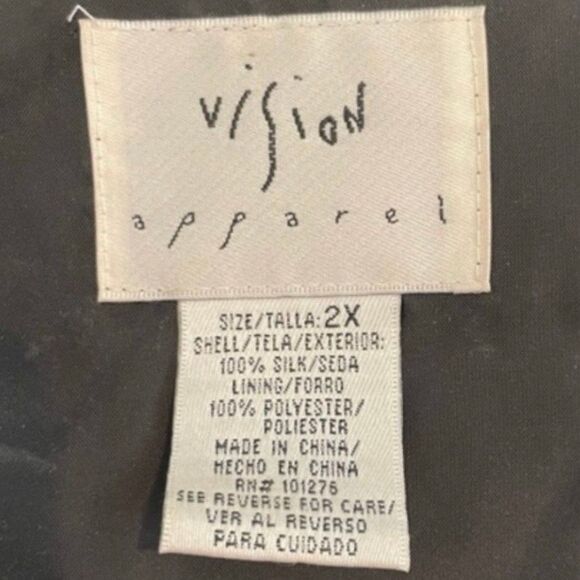 vision
apparel
SIZE/TALLA: 2X
SHELL/TELA/EXTERIOR:
100% SILK/SEDA
LINING/FORRO
100% POLYESTER/
POLIESTER
MADE IN CHINA/
HECHO EN CHINA
RN# 101276
SEE REVERSE FOR CARE/
VER AL REVERSO
PARA CUIDADO